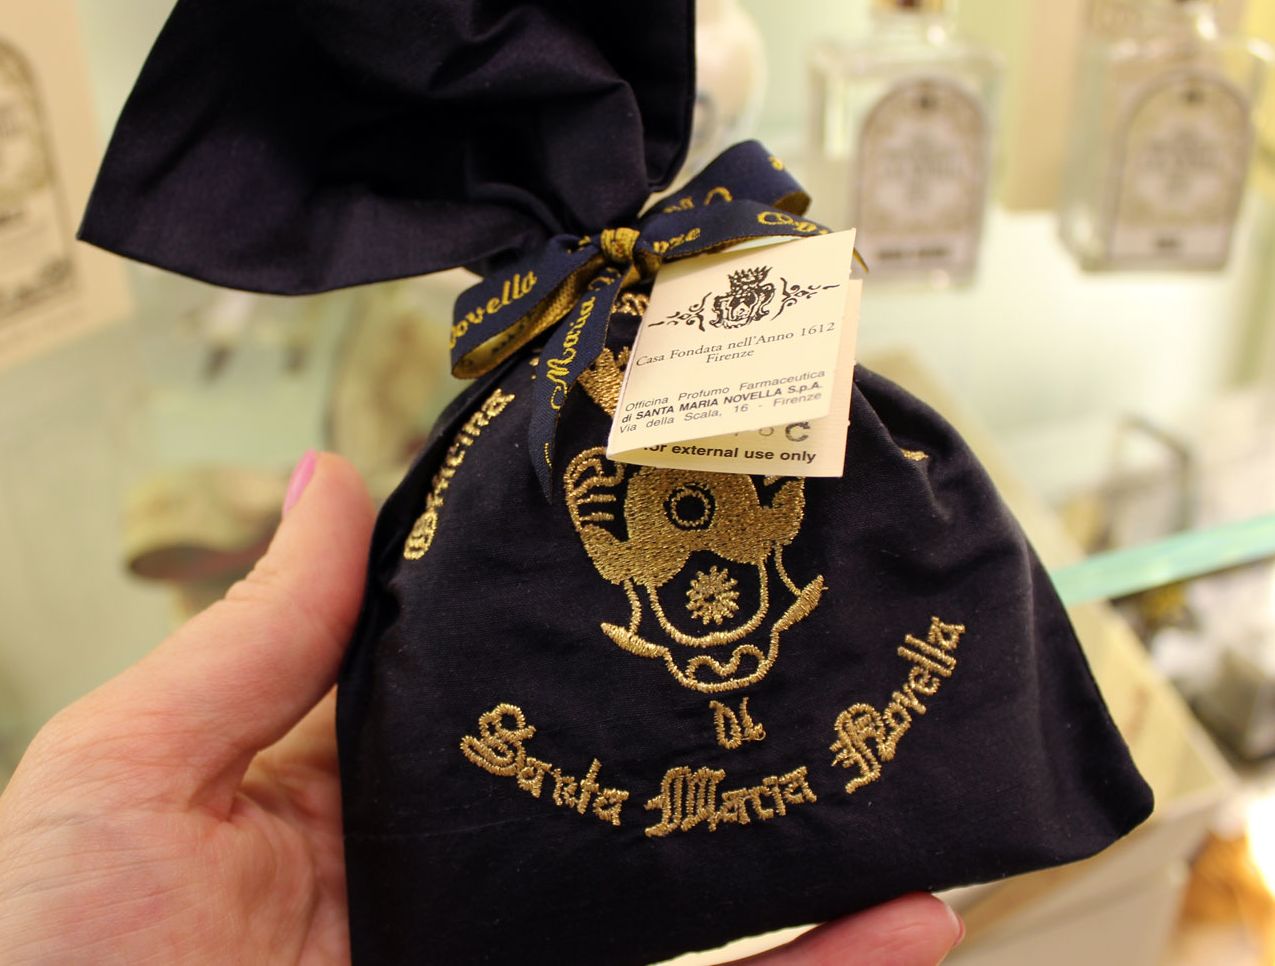 Novella
Maria
Casa Fondata nell'Anno 1612
Firenze
Officina Profumo Farmaceutica
di SANTA MARIA NOVELLA S.p.A.
Via della Scala, 16 - Firenze
C
for external use only
Officina
Di
Santa Maria Novella